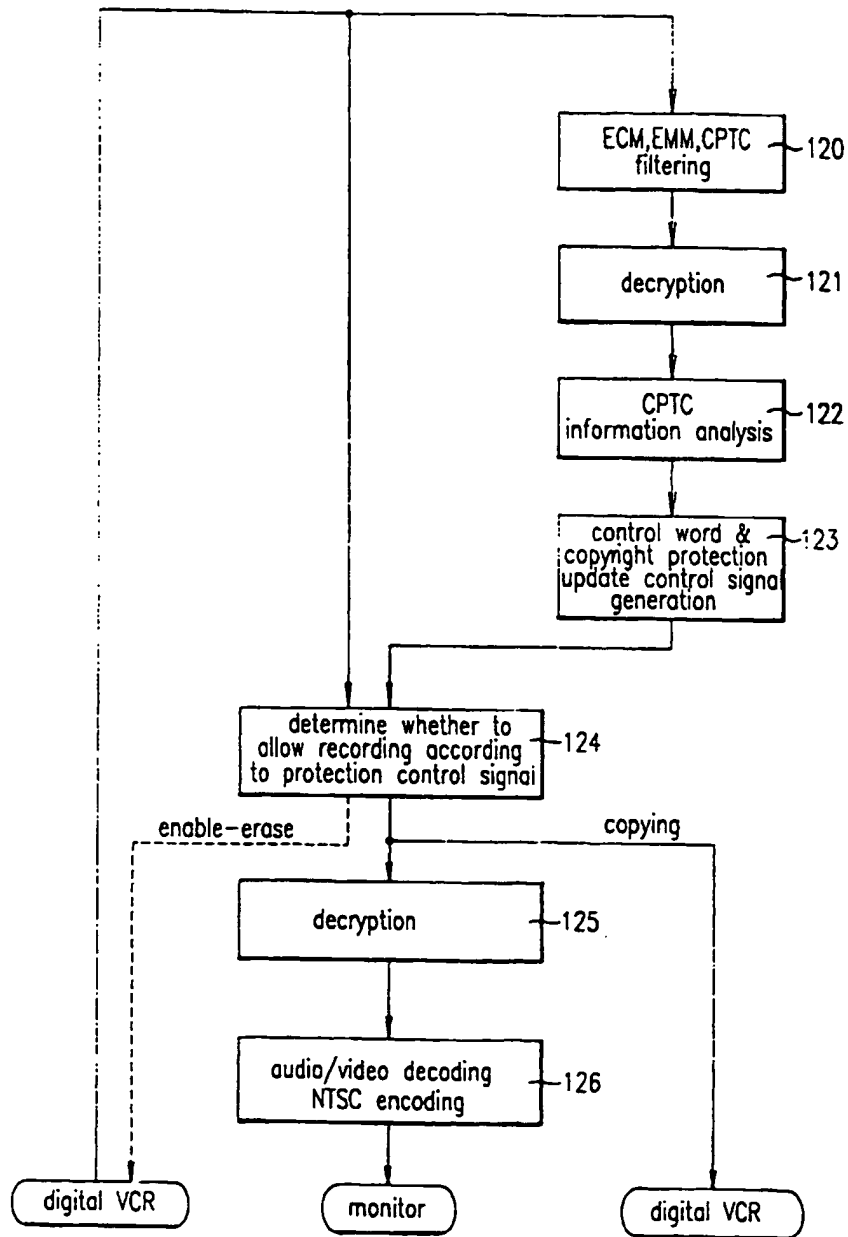 ECM,EMM,CPTC
filtering
120
decryption
121
CPTC
information analysis
122
control word &
copyright protection
update control signal
generation
123
determine whether to
allow recording according
to protection control signal
124
enable-erase
copying
decryption
125
audio/video decoding
NTSC encoding
126
digital VCR
monitor
digital VCR